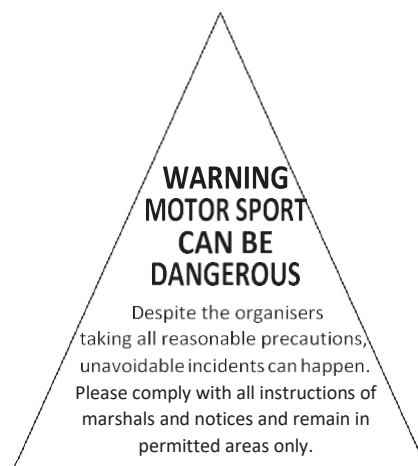 WARNING
MOTOR SPORT
CAN BE
DANGEROUS
Despite the organisers
taking all reasonable precautions,
unavoidable incidents can happen.
Please comply with all instructions of
marshals and notices and remain in
permitted areas only.